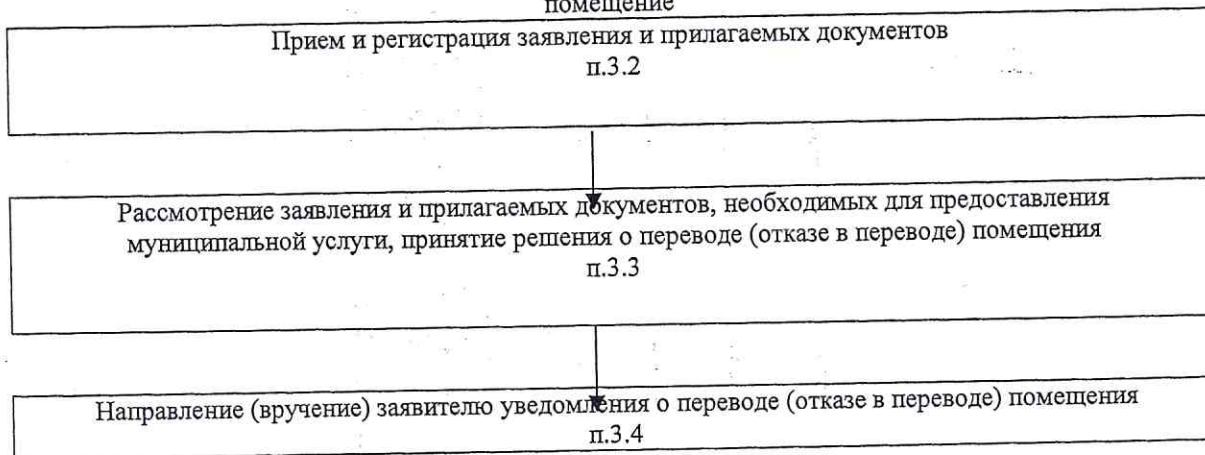 помещение
Прием и регистрация заявления и прилагаемых документов
п.3.2
Рассмотрение заявления и прилагаемых документов, необходимых для предоставления
муниципальной услуги, принятие решения о переводе (отказе в переводе) помещения
п.3.3
Направление (вручение) заявителю уведомления о переводе (отказе в переводе) помещения
п.3.4